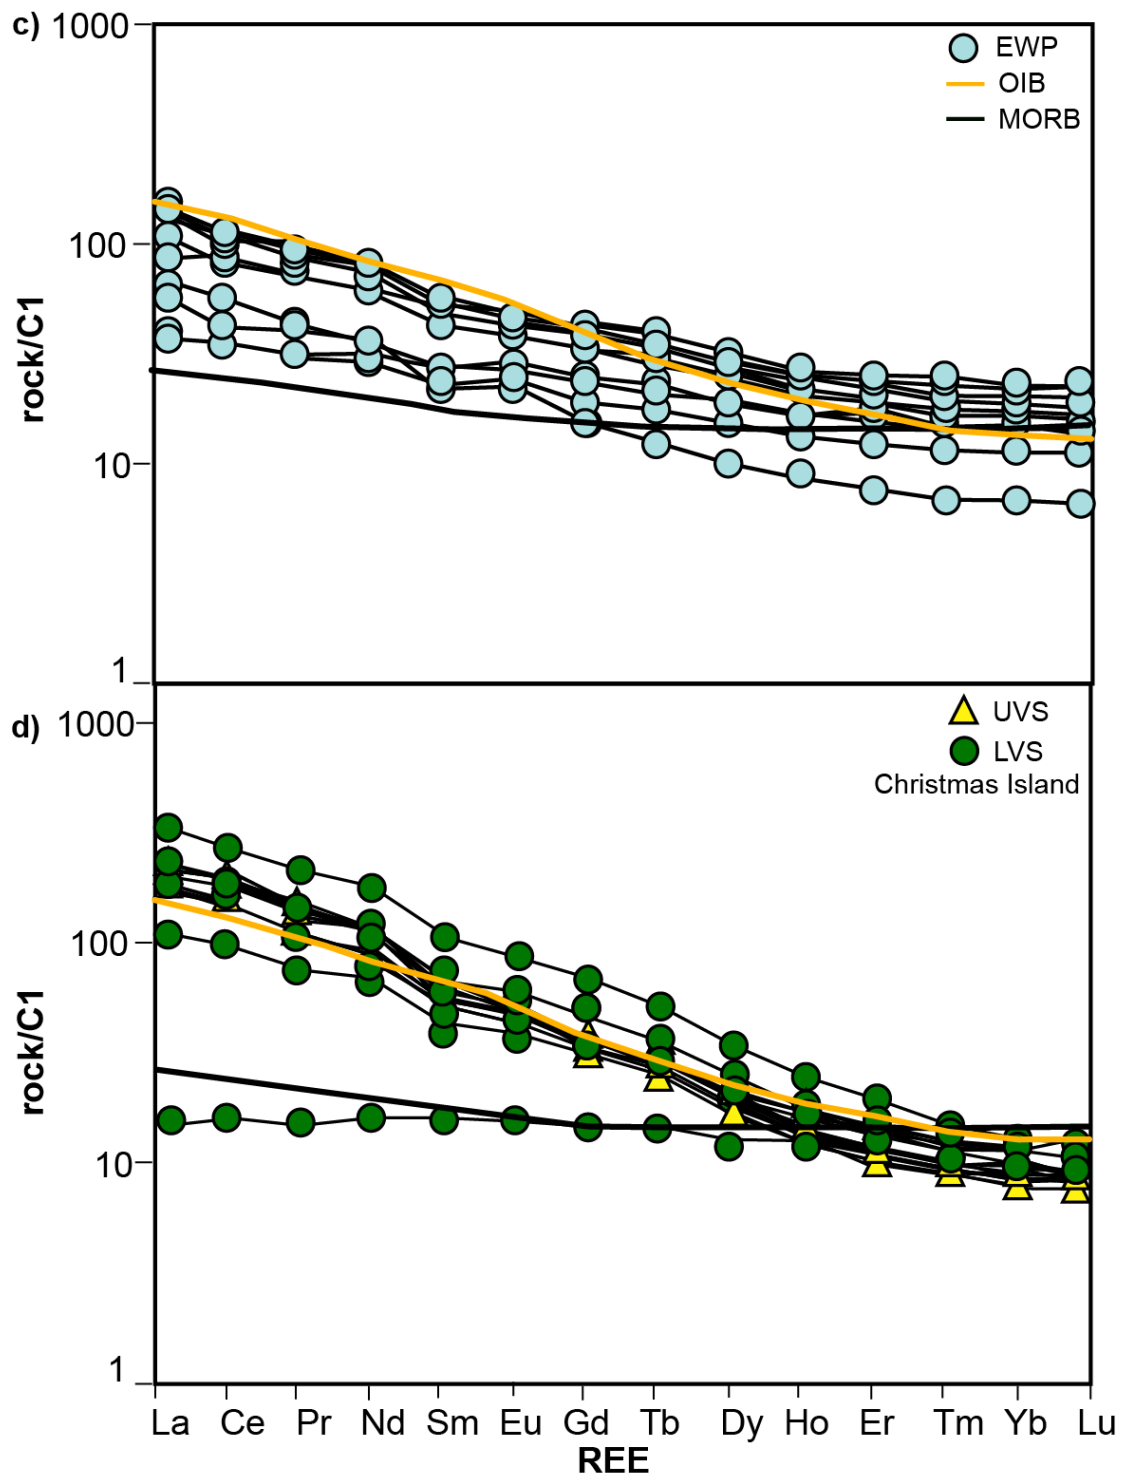 c)
1000
100
10
1
rock/C1
EWP
OIB
MORB
d)
1000
100
10
1
rock/C1
UVS
LVS
Christmas Island
La Ce Pr Nd Sm Eu Gd Tb Dy Ho Er Tm Yb Lu
REE